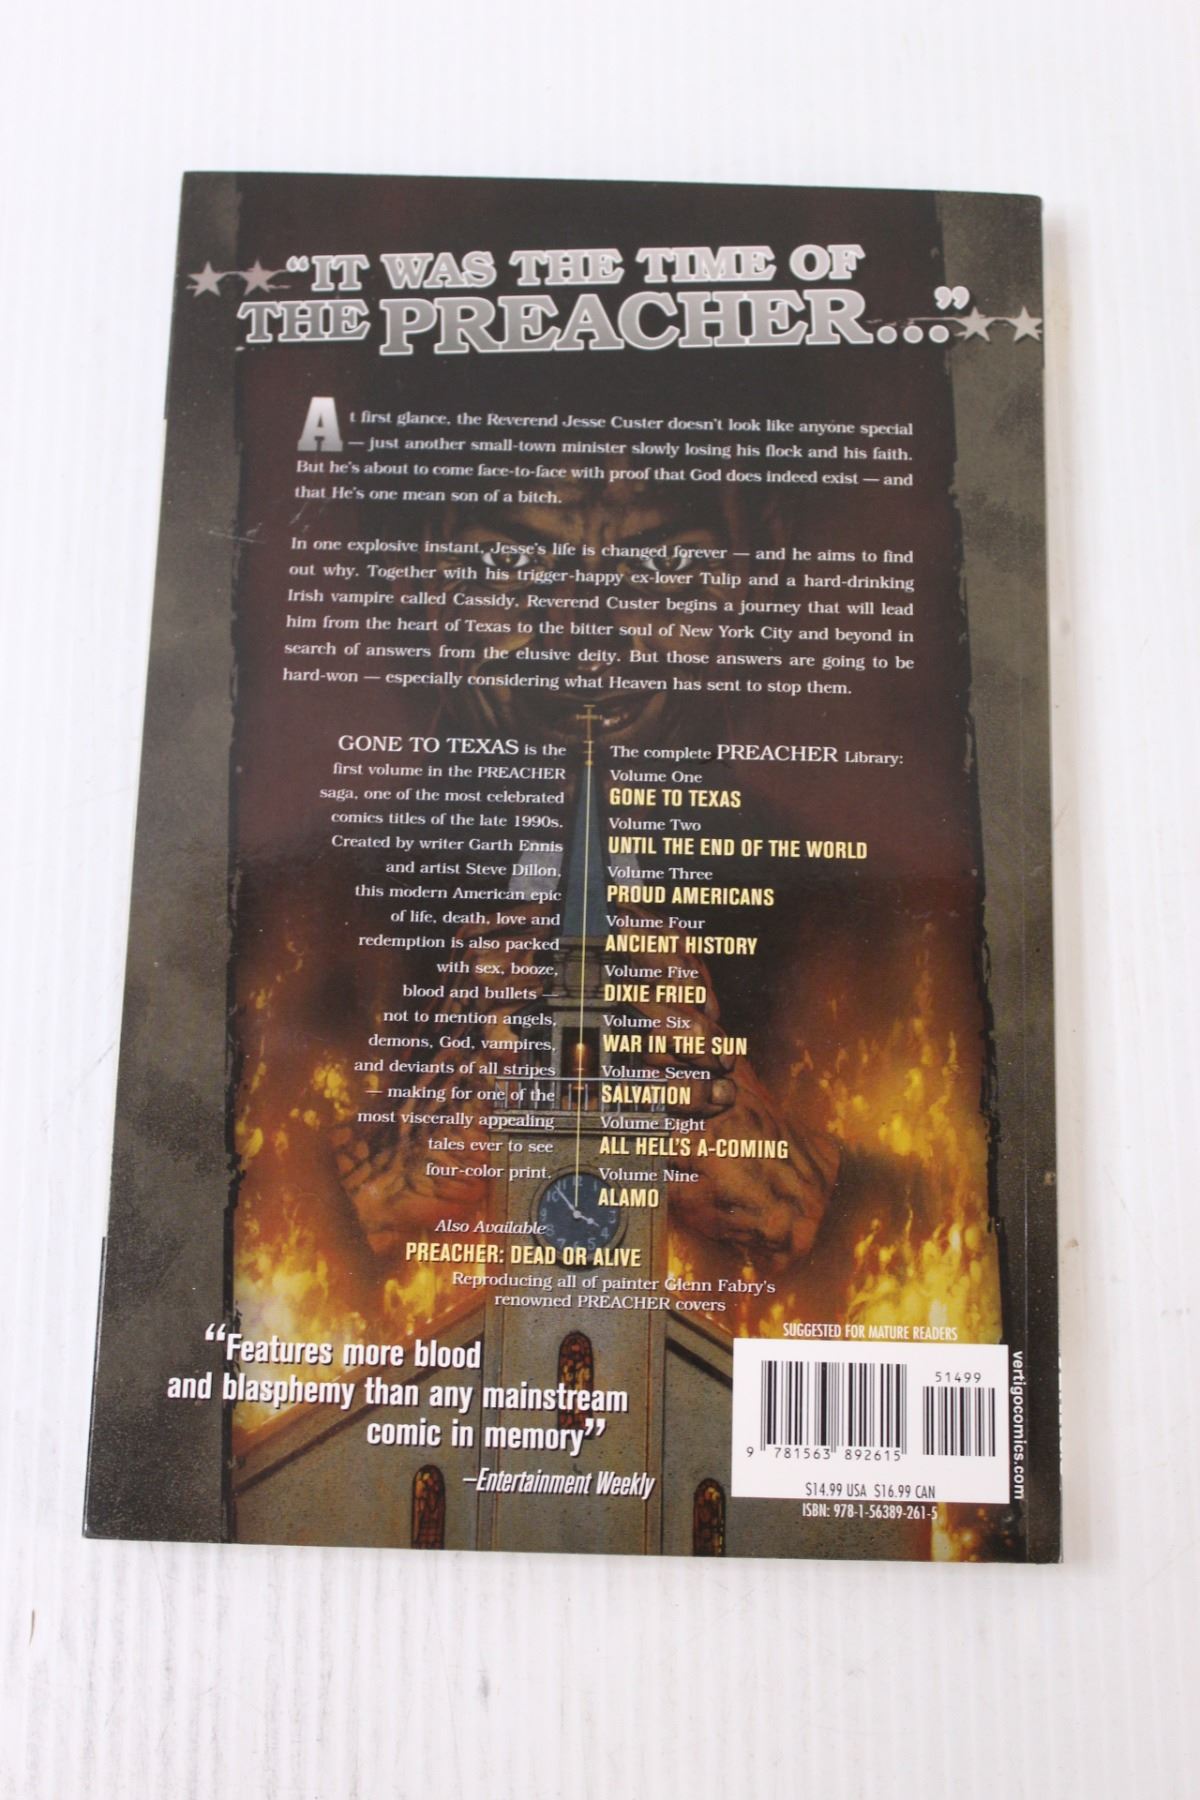 “IT WAS THE TIME OF
THE PREACHER...”
At first glance, the Reverend Jesse Custer doesn't look like anyone special
— just another small-town minister slowly losing his flock and his faith.
But he's about to come face-to-face with proof that God does indeed exist — and
that He's one mean son of a bitch.
In one explosive instant, Jesse's life is changed forever — and he aims to find
out why. Together with his trigger-happy ex-lover Tulip and a hard-drinking
Irish vampire called Cassidy, Reverend Custer begins a journey that will lead
him from the heart of Texas to the bitter soul of New York City and beyond in
search of answers from the elusive deity. But those answers are going to be
hard-won — especially considering what Heaven has sent to stop them.
GONE TO TEXAS is the
first volume in the PREACHER
saga, one of the most celebrated
comics titles of the late 1990s.
Created by writer Garth Ennis
and artist Steve Dillon,
this modern American epic
of life, death, love and
redemption is also packed
with sex, booze,
blood and bullets —
not to mention angels,
demons, God, vampires,
and deviants of all stripes
— making for one of the
most viscerally appealing
tales ever to see
four-color print.
The complete PREACHER Library:
Volume One
GONE TO TEXAS
Volume Two
UNTIL THE END OF THE WORLD
Volume Three
PROUD AMERICANS
Volume Four
ANCIENT HISTORY
Volume Five
DIXIE FRIED
Volume Six
WAR IN THE SUN
Volume Seven
SALVATION
Volume Eight
ALL HELL'S A-COMING
Volume Nine
ALAMO
Also Available
PREACHER: DEAD OR ALIVE
Reproducing all of painter Glenn Fabry's
renowned PREACHER covers
“Features more blood
and blasphemy than any mainstream
comic in memory”
–Entertainment Weekly
SUGGESTED FOR MATURE READERS
51499
9 781563 892615
$14.99 USA $16.99 CAN
ISBN: 978-1-56389-261-5
vertigocomics.com